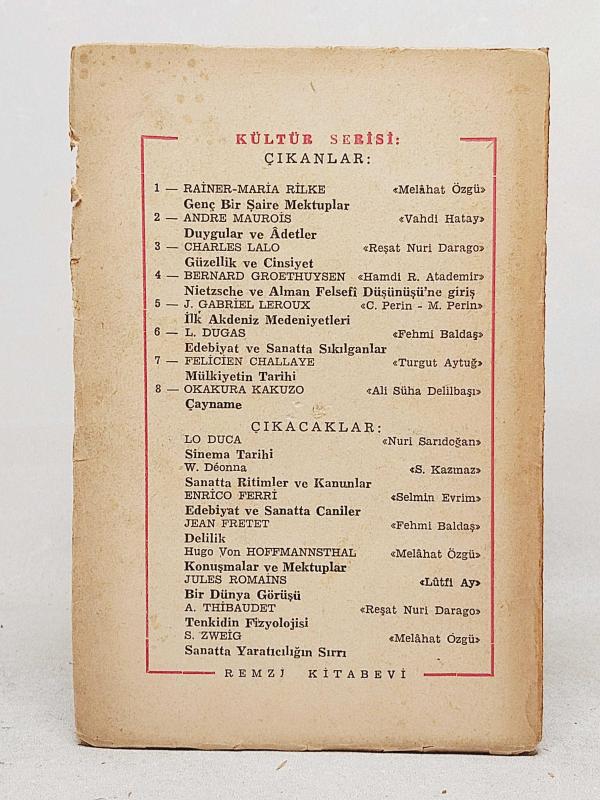 KÜLTÜR SERİSİ:
ÇIKANLAR:
1 — RAİNER-MARİA RİLKE «Melâhat Özgü»
Genç Bir Şaire Mektuplar
2 — ANDRE MAUROİS «Vahdi Hatay»
Duygular ve Âdetler
3 — CHARLES LALO «Reşat Nuri Darago»
Güzellik ve Cinsiyet
4 — BERNARD GROETHUYSEN «Hamdi R. Atademir»
Nietzsche ve Alman Felsefî Düşünüşü'ne giriş
5 — J. GABRİEL LEROUX «C. Perin - M. Perin»
İlk Akdeniz Medeniyetleri
6 — L. DUGAS «Fehmi Baldaş»
Edebiyat ve Sanatta Sıkılganlar
7 — FELİCİEN CHALLAYE «Turgut Aytuğ»
Mülkiyetin Tarihi
8 — OKAKURA KAKUZO «Ali Süha Delilbaşı»
Çayname
ÇIKACAKLAR:
LO DUCA «Nuri Sarıdoğan»
Sinema Tarihi
W. Déonna «S. Kazmaz»
Sanatta Ritimler ve Kanunlar
ENRİCO FERRİ «Selmin Evrim»
Edebiyat ve Sanatta Caniler
JEAN FRETET «Fehmi Baldaş»
Delilik
Hugo Von HOFFMANNSTHAL «Melâhat Özgü»
Konuşmalar ve Mektuplar
JULES ROMAİNS «Lûtfi Ay»
Bir Dünya Görüşü
A. THİBAUDET «Reşat Nuri Darago»
Tenkidin Fizyolojisi
S. ZWEİG «Melâhat Özgü»
Sanatta Yaratıcılığın Sırrı
REMZİ KİTABEVİ